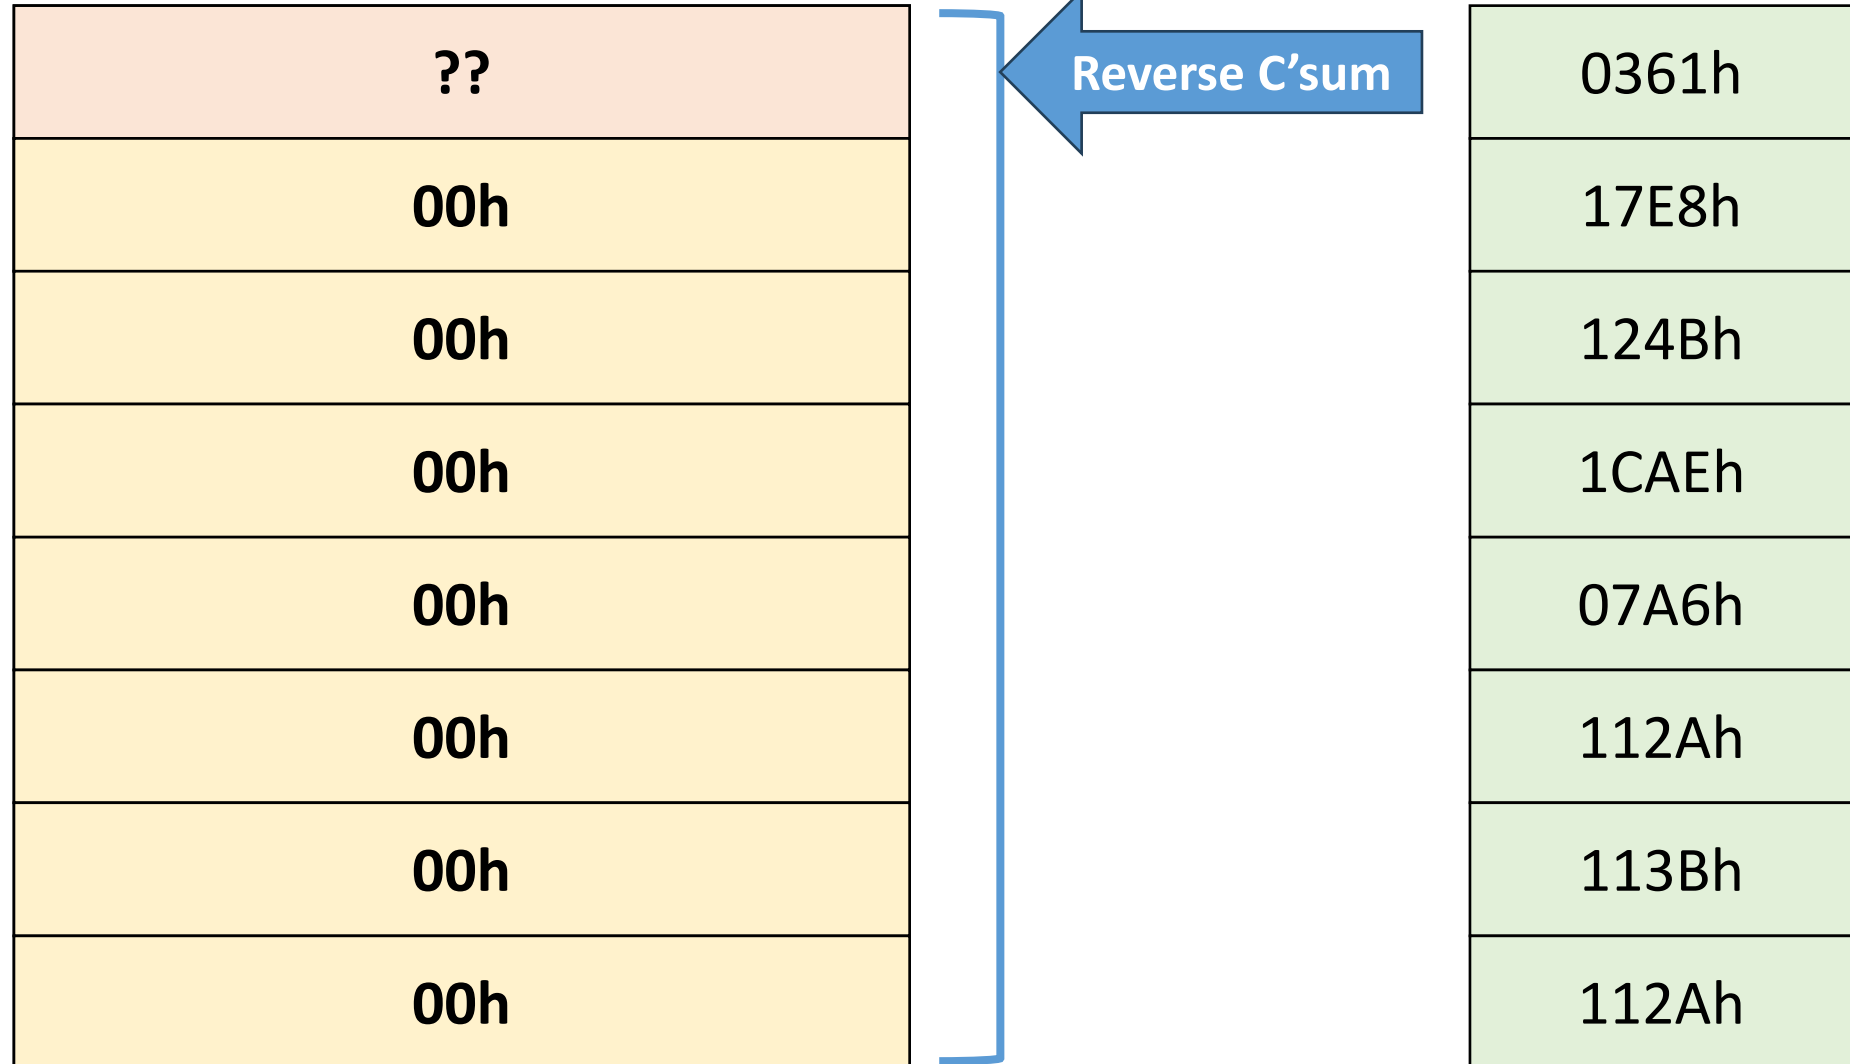 ??
Reverse C’sum
0361h
00h
17E8h
00h
124Bh
00h
1CAEh
00h
07A6h
00h
112Ah
00h
113Bh
00h
112Ah